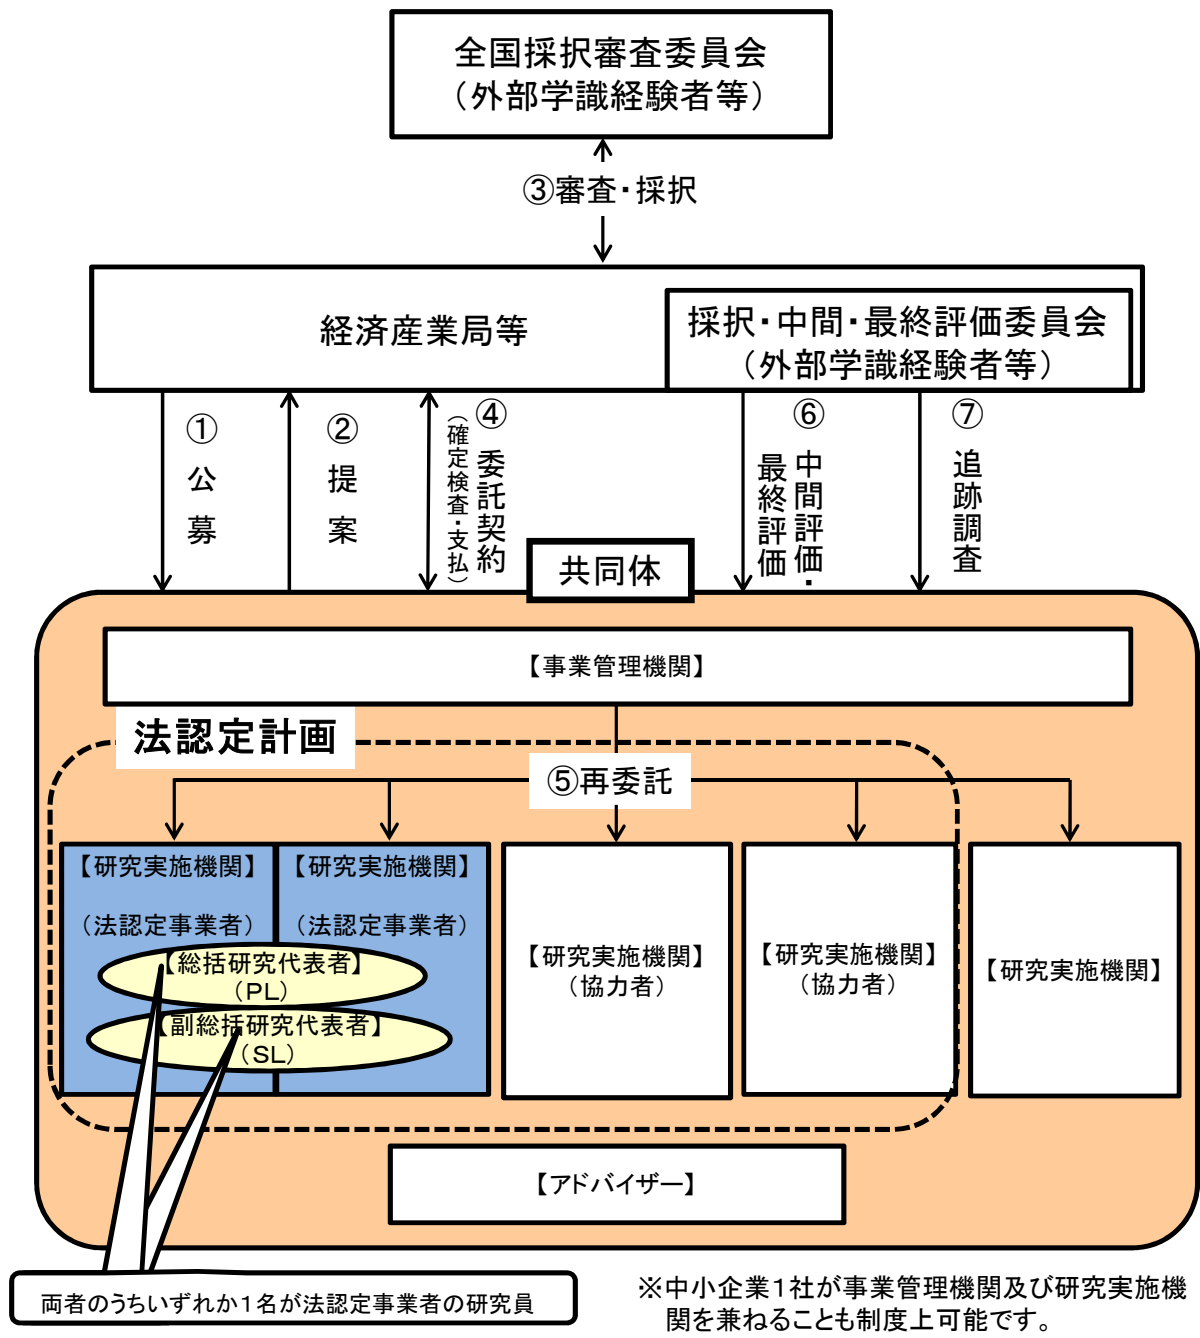 全国採択審査委員会
（外部学識経験者等）
③審査・採択
経済産業局等
採択・中間・最終評価委員会
（外部学識経験者等）
①公募
②提案
④委託契約
（確定検査・支払）
⑥中間評価・
最終評価
⑦追跡調査
共同体
【事業管理機関】
法認定計画
⑤再委託
【研究実施機関】
（法認定事業者）
【研究実施機関】
（法認定事業者）
【総括研究代表者】
（PL）
【副総括研究代表者】
（SL）
【研究実施機関】
（協力者）
【研究実施機関】
（協力者）
【研究実施機関】
【アドバイザー】
両者のうちいずれか１名が法認定事業者の研究員
※中小企業１社が事業管理機関及び研究実施機
関を兼ねることも制度上可能です。